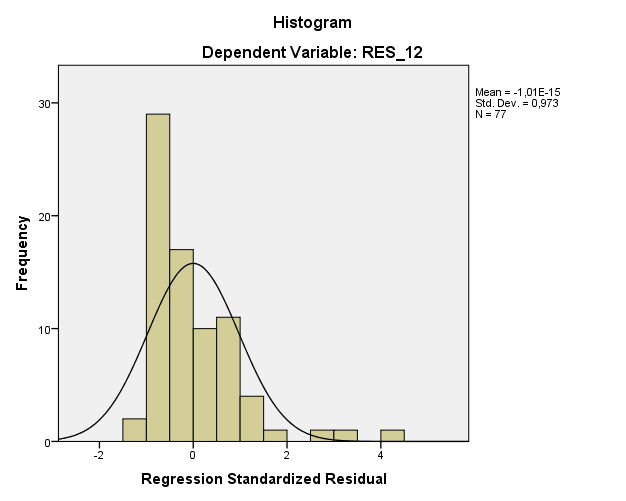 Histogram
Dependent Variable: RES_12
Mean = -1,01E-15
Std. Dev. = 0,973
N = 77
Frequency
30
20
10
0
-2 0 2 4
Regression Standardized Residual